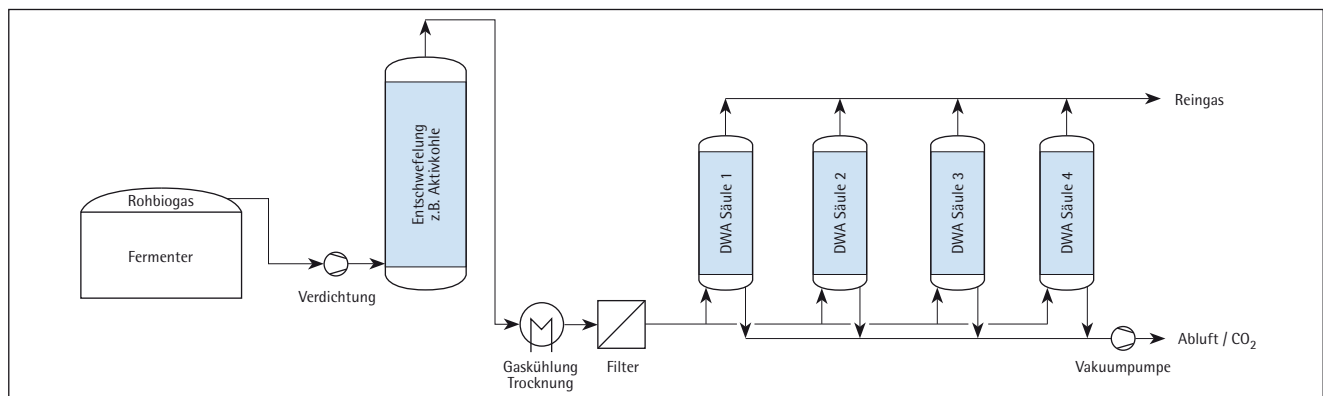 Rohbiogas
Fermenter
Verdichtung
Entschwefelung
z.B. Aktivkohle
Gaskühlung
Trocknung
Filter
DWA Säule 1
DWA Säule 2
DWA Säule 3
DWA Säule 4
Reingas
Vakuumpumpe
Abluft / CO₂